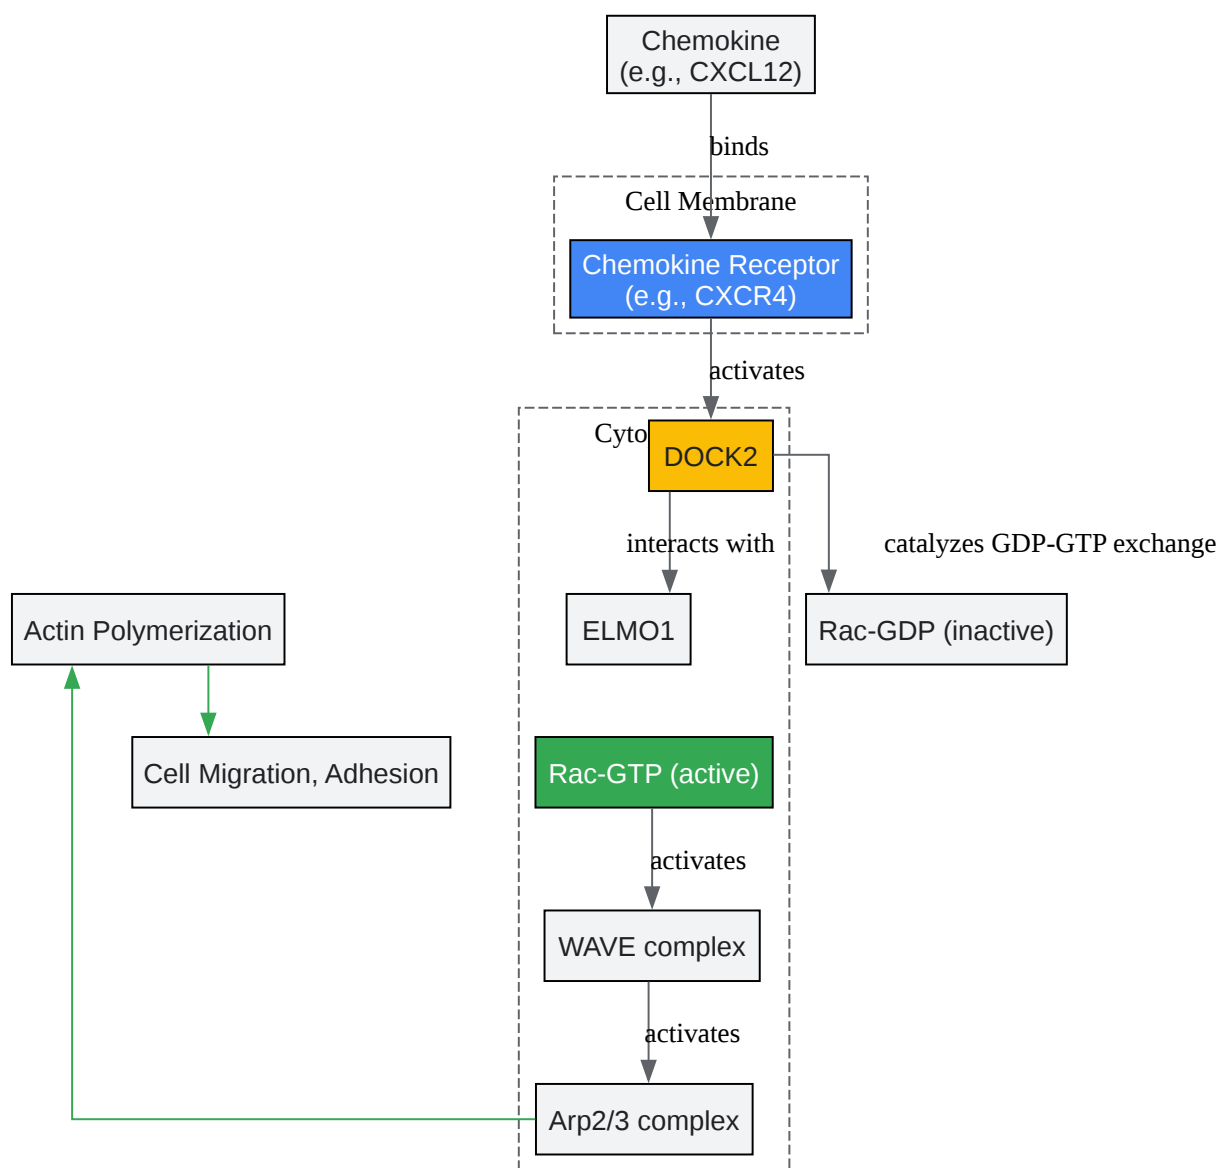 Chemokine
(e.g., CXCL12)
binds
Cell Membrane
Chemokine Receptor
(e.g., CXCR4)
activates
Cyto
DOCK2
interacts with
catalyzes GDP-GTP exchange
Actin Polymerization
ELMO1
Rac-GDP (inactive)
Cell Migration, Adhesion
Rac-GTP (active)
activates
WAVE complex
activates
Arp2/3 complex